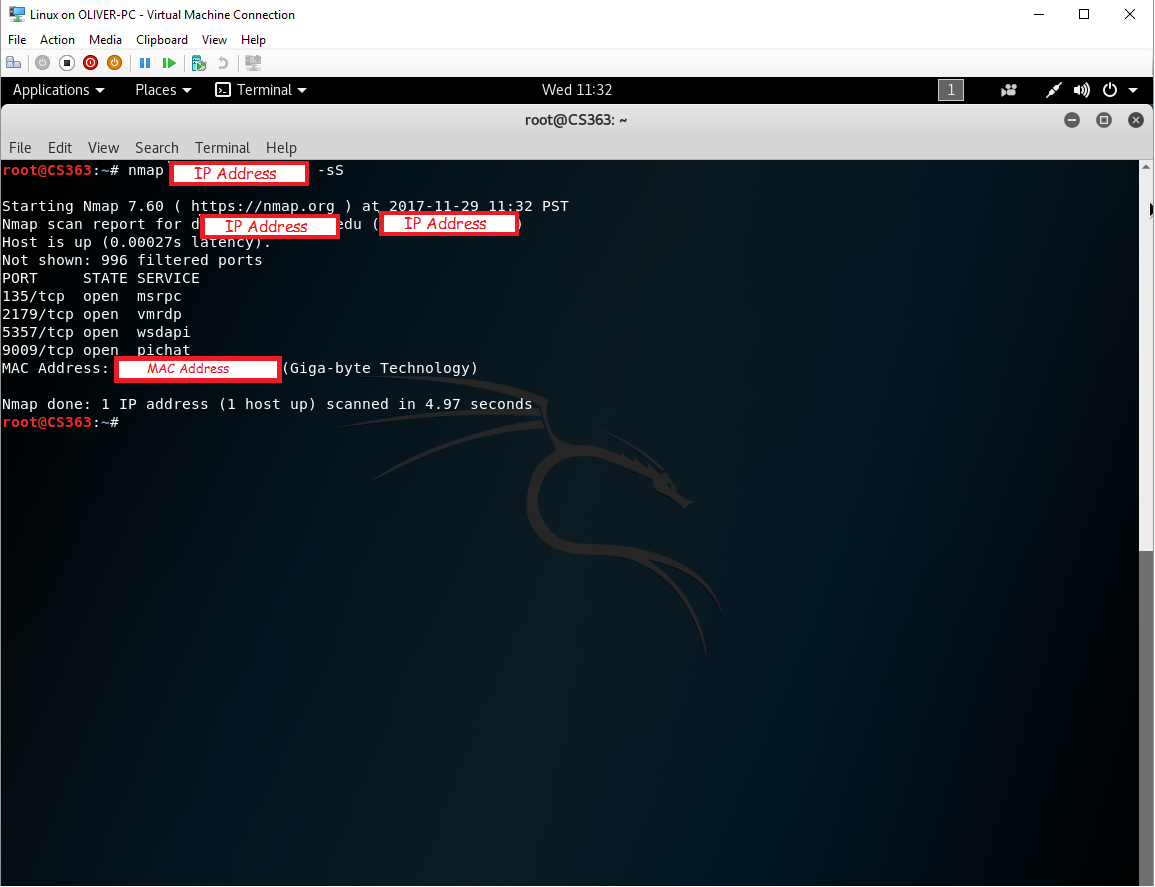 Linux on OLIVER-PC - Virtual Machine Connection
File Action Media Clipboard View Help
Applications Places Terminal Wed 11:32 1
root@CS363: ~
File Edit View Search Terminal Help
root@CS363:~# nmap IP Address -sS
Starting Nmap 7.60 ( https://nmap.org ) at 2017-11-29 11:32 PST
Nmap scan report for d IP Address edu ( IP Address )
Host is up (0.00027s latency).
Not shown: 996 filtered ports
PORT STATE SERVICE
135/tcp open msrpc
2179/tcp open vmrdp
5357/tcp open wsdapi
9009/tcp open pichat
MAC Address: MAC Address (Giga-byte Technology)
Nmap done: 1 IP address (1 host up) scanned in 4.97 seconds
root@CS363:~#